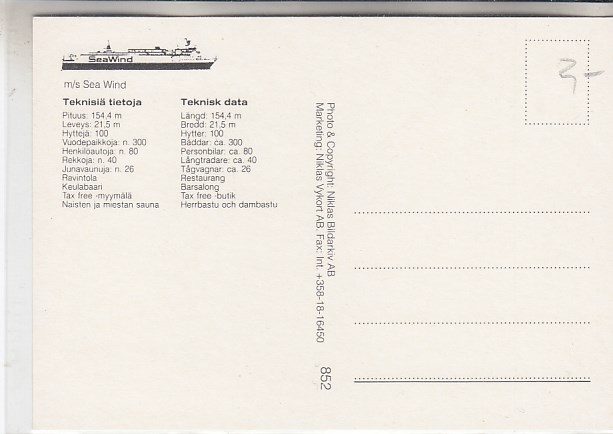 SeaWind
m/s Sea Wind
Teknisiä tietoja
Pituus: 154,4 m
Leveys: 21,5 m
Hyttejä: 100
Vuodepaikkoja: n. 300
Henkilöautoja: n. 80
Rekkoja: n. 40
Junavaunuja: n. 26
Ravintola
Keulabaari
Tax free -myymälä
Naisten ja miesten sauna
Teknisk data
Längd: 154,4 m
Bredd: 21,5 m
Hytter: 100
Bäddar: ca. 300
Personbilar: ca. 80
Långtradare: ca. 40
Tågvagnar: ca. 26
Restaurang
Barsalong
Tax free -butik
Herrbastu och dambastu
Photo & Copyright: Niklas Bildarkiv AB
Marketing: Niklas Vykort AB. Fax: Int. +358-18-16450
852
3-